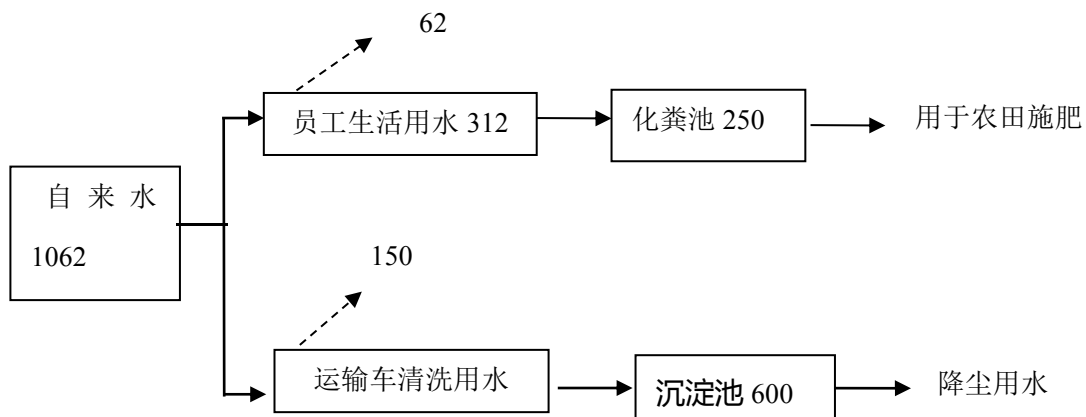 62
员工生活用水 312
化粪池 250
用于农田施肥
自 来 水
1062
150
运输车清洗用水
沉淀池 600
降尘用水